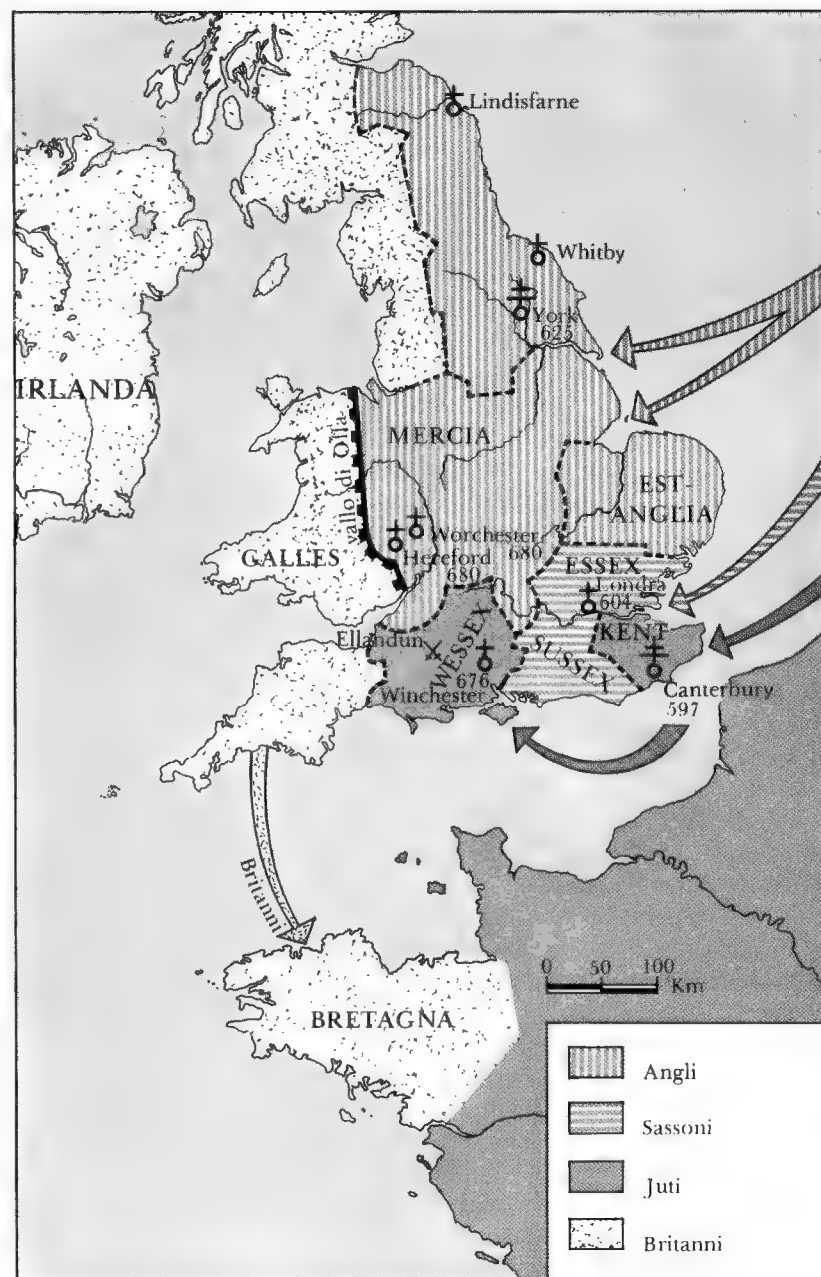 Lindisfarne
Whitby
York
625
IRLANDA
MERCIA
vallo di Olla
EST-
ANGLIA
GALLES
Worchester
680
Hereford
680
ESSEX
Londra
604
KENT
Ellandun
WESSEX
SUSSEX
676
Winchester
Canterbury
597
Britanni
0 50 100
Km
BRETAGNA
Angli
Sassoni
Juti
Britanni